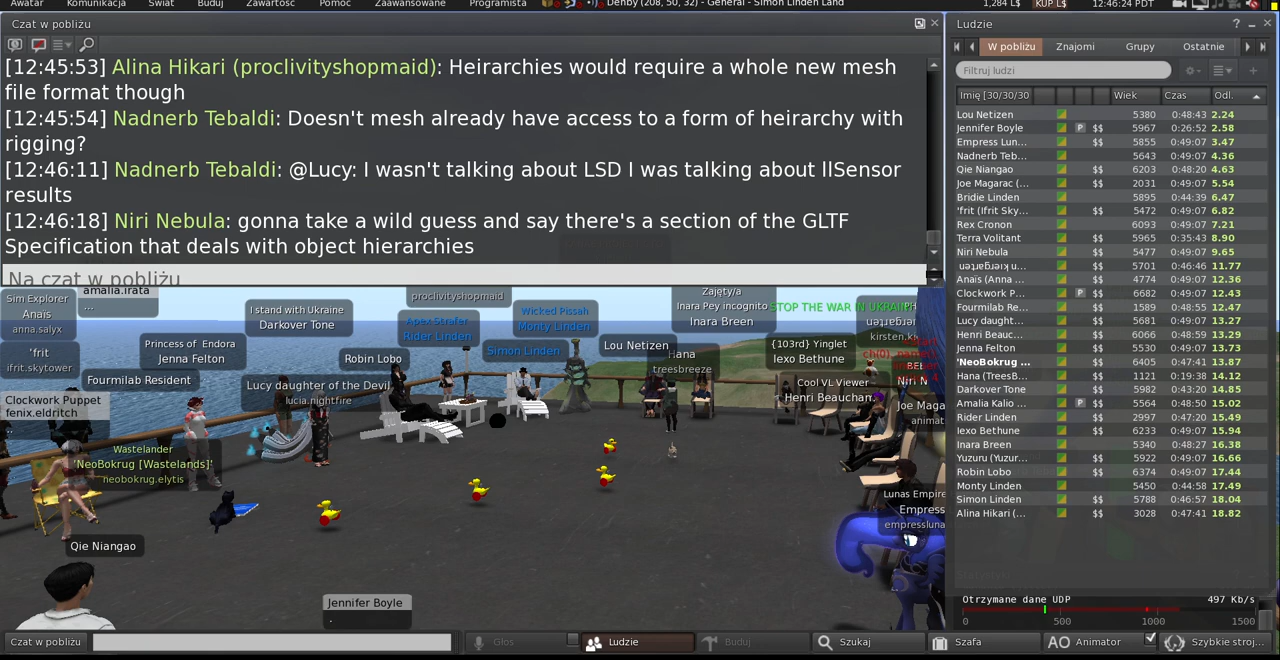 Awatar Komunikacja Świat Buduj Zawartość Pomoc Zaawansowane Programista Denby (208, 50, 32) - General - Simon Linden Land 1,284 L$ KUP L$ 12:46:24 PDT
Czat w pobliżu
[12:45:53] Alina Hikari (proclivityshopmaid): Heirarchies would require a whole new mesh
file format though
[12:45:54] Nadnerb Tebaldi: Doesn't mesh already have access to a form of heirarchy with
rigging?
[12:46:11] Nadnerb Tebaldi: @Lucy: I wasn't talking about LSD I was talking about llSensor
results
[12:46:18] Niri Nebula: gonna take a wild guess and say there's a section of the GLTF
Specification that deals with object hierarchies
Na czat w pobliżu
Sim Explorer
Anais
anna.salyx
amalia.irata
...
'frit
ifrit.skytower
I stand with Ukraine
Darkover Tone
Princess of Endora
Jenna Felton
Fourmilab Resident
Clockwork Puppet
fenix.eldritch
Lucy daughter of the Devil
lucia.nightfire
Robin Lobo
proclivityshopmaid
Apex Strafer
Rider Linden
Wicked Pissah
Monty Linden
Simon Linden
Lou Netizen
Zajęty/a
Inara Pey incognito
Inara Breen
STOP THE WAR IN UKRAINE
Hana
treesbreeze
{103rd} Yinglet
Iexo Bethune
Cool VL Viewer
Henri Beauchan
Niri N
Joe Maga
animat
Lunas Empire
Empress
empressluna
Wastelander
'NeoBokrug [Wastelands]'
neobokrug.elytis
Qie Niangao
Jennifer Boyle
.
Ludzie
W pobliżu Znajomi Grupy Ostatnie
Filtruj ludzi
Imię [30/30/30 Wiek Czas Odl.
Lou Netizen 5380 0:48:43 2.24
Jennifer Boyle P $$ 5967 0:26:52 2.58
Empress Lun... $$ 5855 0:49:07 3.47
Nadnerb Teb... 5643 0:49:07 4.36
Qie Niangao $$ 6203 0:48:20 4.63
Joe Magarac (... $$ 2031 0:49:07 5.54
Bridie Linden 5895 0:44:39 6.47
'frit (Ifrit Sky... $$ 5472 0:49:07 6.82
Rex Cronon 6093 0:49:07 7.21
Terra Volitant $$ 5965 0:35:43 8.90
Niri Nebula $$ 5477 0:49:07 9.65
$$ 5701 0:46:46 11.77
Anais (Anna ... $$ 4774 0:49:07 12.36
Clockwork P... P $$ 6682 0:49:07 12.43
Fourmilab Re... $$ 1589 0:48:55 12.47
Lucy daught... $$ 5681 0:49:07 13.27
Henri Beauc... $$ 6066 0:48:59 13.29
Jenna Felton $$ 5530 0:49:07 13.73
'NeoBokrug ... $$ 6405 0:47:41 13.87
Hana (TreesB... $$ 1121 0:19:38 14.12
Darkover Tone $$ 5982 0:43:20 14.85
Amalia Kalio ... P $$ 5564 0:48:50 15.02
Rider Linden $$ 2997 0:47:20 15.49
Iexo Bethune $$ 6233 0:49:07 15.94
Inara Breen 5340 0:48:27 16.38
Yuzuru (Yuzur... $$ 5922 0:49:07 16.66
Robin Lobo $$ 6374 0:49:07 17.44
Monty Linden 5450 0:44:58 17.49
Simon Linden $$ 5788 0:46:57 18.04
Alina Hikari (... $$ 3028 0:47:41 18.82
Otrzymane dane UDP 497 Kb/s
0 500 1000 1500
Czat w pobliżu Głos Ludzie Buduj Szukaj Szafa AO Animator Szybkie stroj...